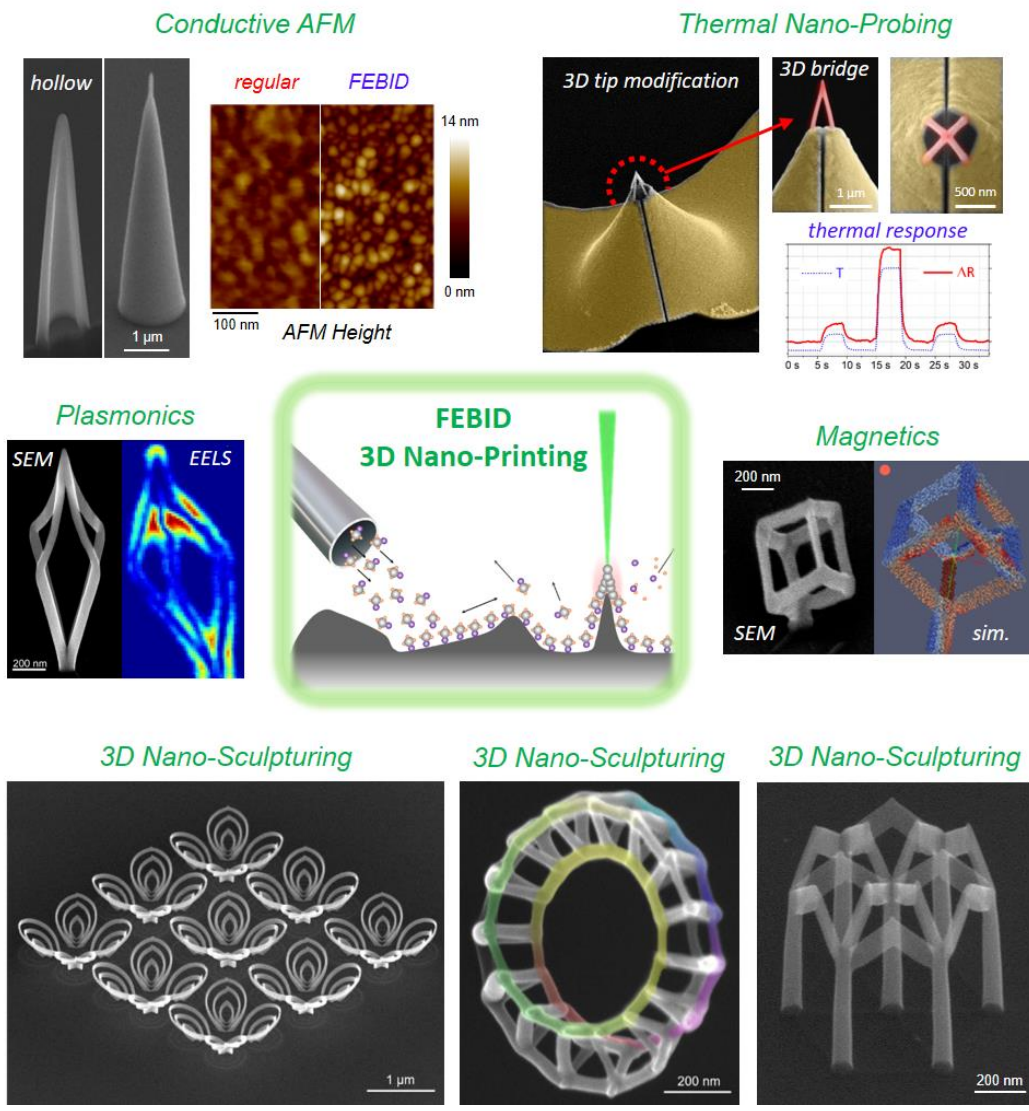 Conductive AFM
hollow
1 µm
regular
FEBID
14 nm
0 nm
100 nm
AFM Height
Thermal Nano-Probing
3D tip modification
3D bridge
1 µm
500 nm
thermal response
T
ΔR
0 s 5 s 10 s 15 s 20 s 25 s 30 s
Plasmonics
SEM
EELS
200 nm
FEBID
3D Nano-Printing
Magnetics
200 nm
SEM
sim.
3D Nano-Sculpturing
1 µm
3D Nano-Sculpturing
200 nm
3D Nano-Sculpturing
200 nm